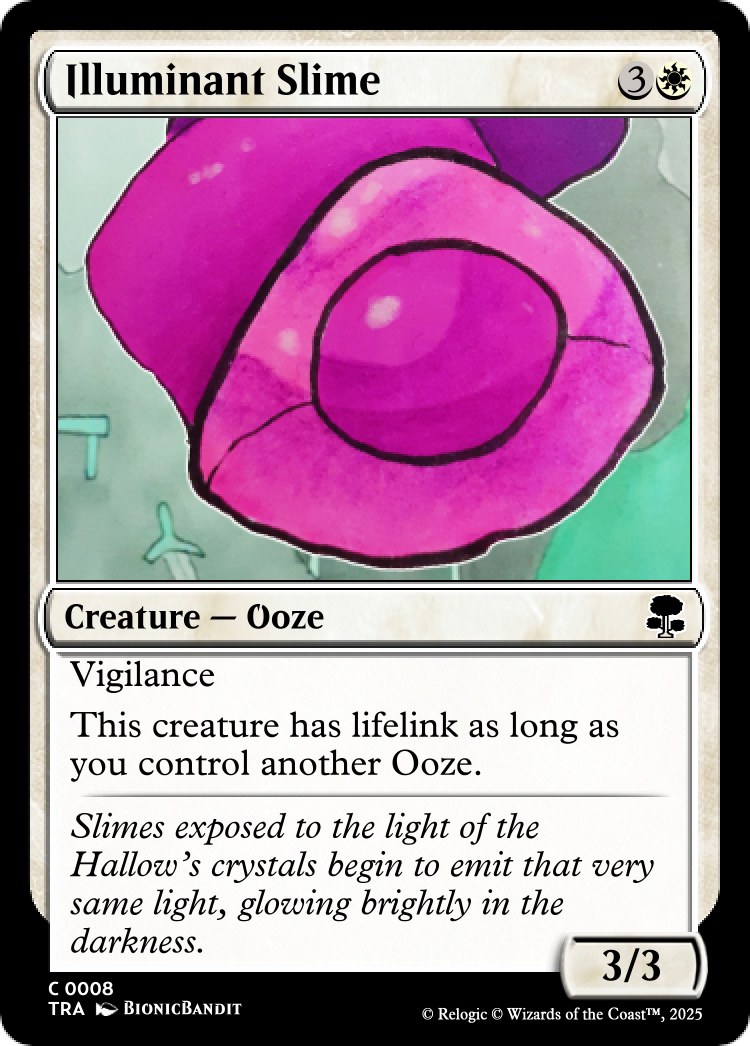 Illuminant Slime
3
Creature — Ooze
Vigilance
This creature has lifelink as long as
you control another Ooze.
Slimes exposed to the light of the
Hallow's crystals begin to emit that very
same light, glowing brightly in the
darkness.
3/3
C 0008
TRA BionicBandit
© Relogic © Wizards of the Coast™, 2025